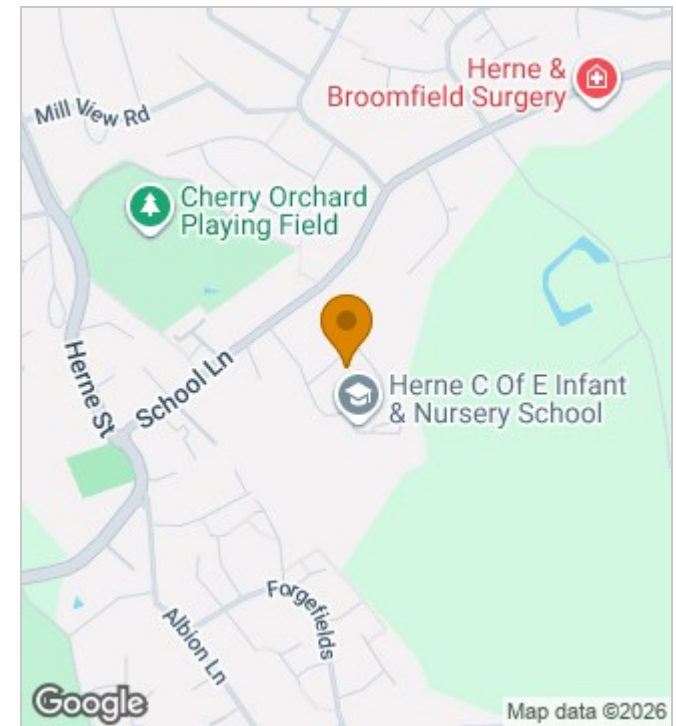 Herne &
Broomfield Surgery
Mill View Rd
Cherry Orchard
Playing Field
Herne St
School Ln
Herne C Of E Infant
& Nursery School
Forgefields
Albion Ln
Google
Map data ©2026